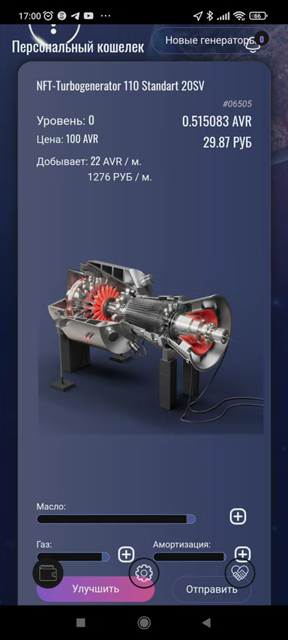 17:00
66
Персональный кошелек
Новые генераторы
0
NFT-Turbogenerator 110 Standart 20SV
#06505
Уровень: 0
0.515083 AVR
Цена: 100 AVR
29.87 РУБ
Добывает: 22 AVR / м.
1276 РУБ / м.
Масло:
Газ:
Амортизация:
Улучшить
Отправить